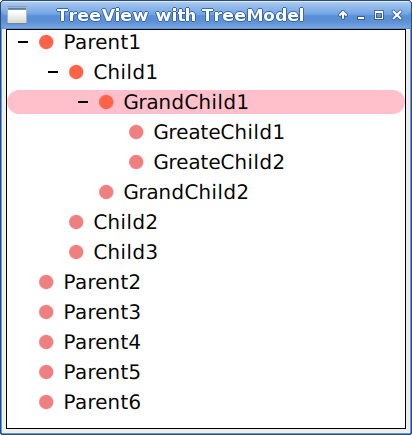 TreeView with TreeModel
Parent1
Child1
GrandChild1
GreateChild1
GreateChild2
GrandChild2
Child2
Child3
Parent2
Parent3
Parent4
Parent5
Parent6